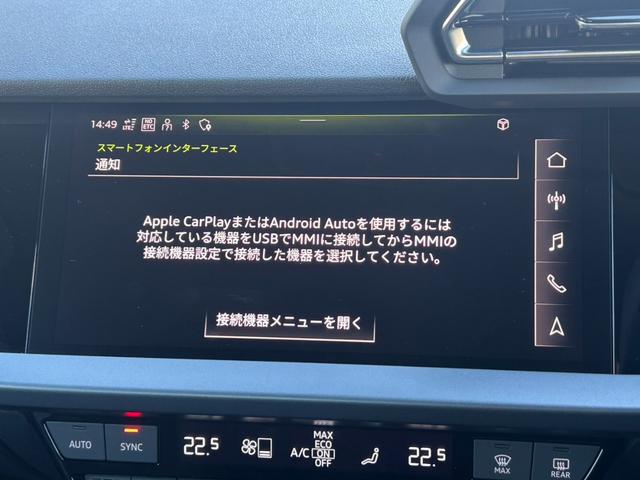 14:49 LTE NO ETC
スマートフォンインターフェース
通知
Apple CarPlayまたはAndroid Autoを使用するには
対応している機器をUSBでMMIに接続してからMMIの
接続機器設定で接続した機器を選択してください。
接続機器メニューを開く
AUTO
SYNC
22.5
A/C
MAX
ECO
ON
OFF
22.5
MAX
REAR